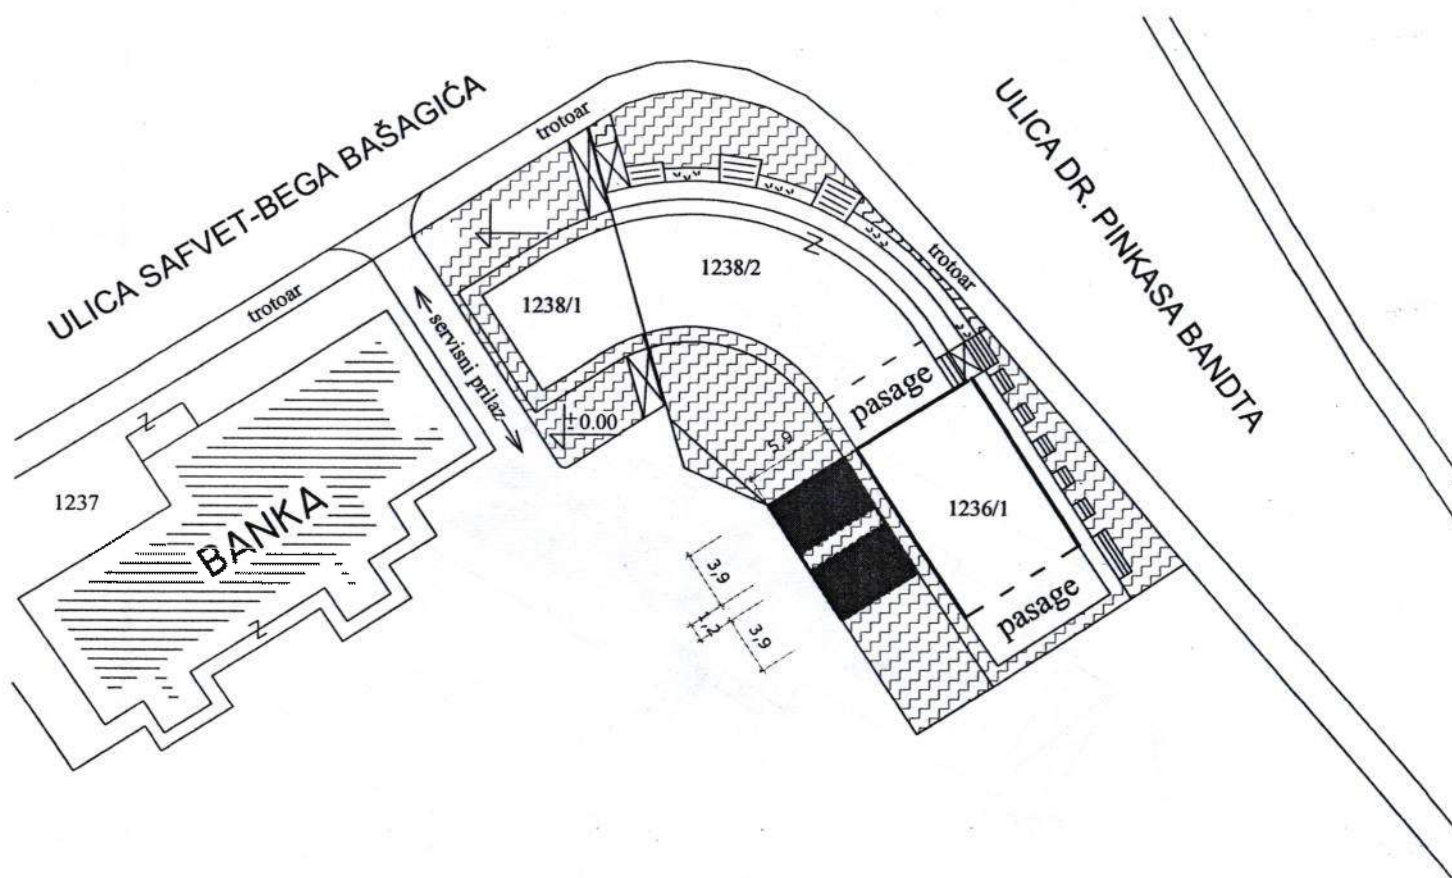 ULICA SAFVET-BEGA BAŠAGIĆA
ULICA DR. PINKASA BANDTA
trotoar
trotoar
trotoar
servisni prilaz
1238/1
1238/2
Z
±0.00
pasage
5,9
1236/1
pasage
1237
Z
BANKA
Z
3,9
1,2
3,9